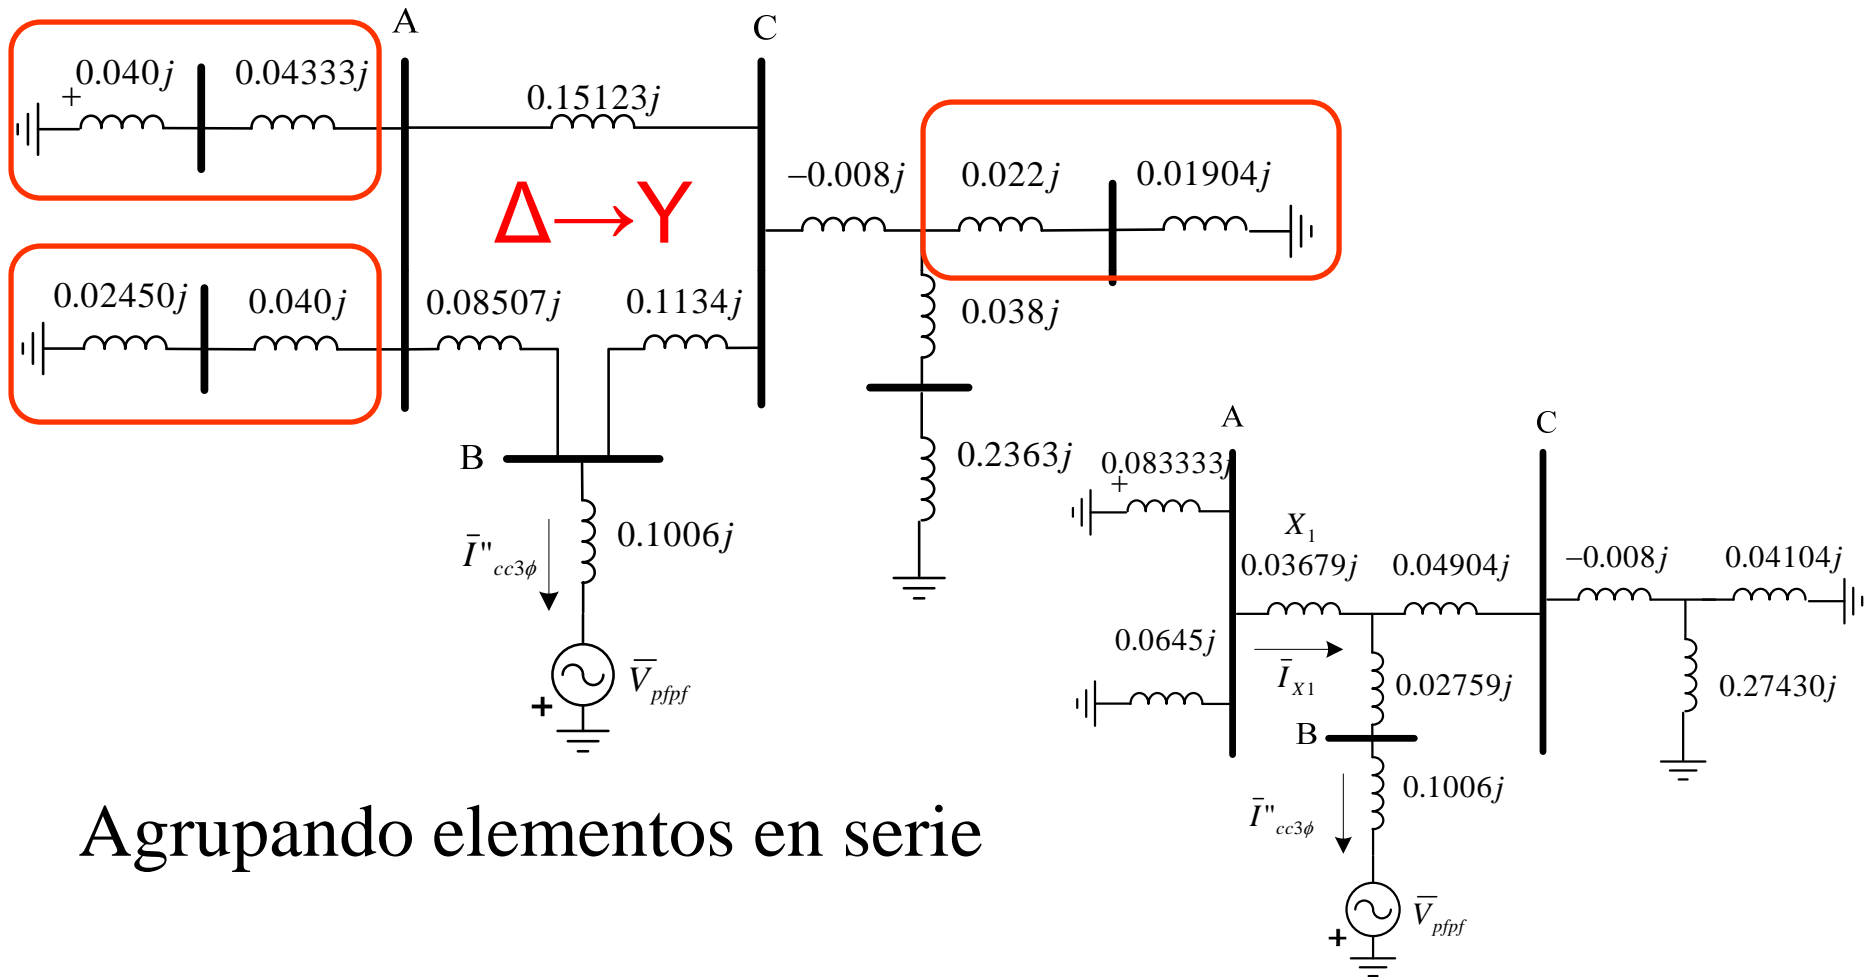 A
C
0.040j
0.04333j
+
0.15123j
Δ→Y
−0.008j
0.022j
0.01904j
0.02450j
0.040j
0.08507j
0.1134j
0.038j
B
0.2363j
0.1006j
I̅"cc3ϕ
V̅pfpf
+
A
C
0.083333j
+
X1
0.03679j
0.04904j
−0.008j
0.04104j
0.0645j
I̅X1
0.02759j
0.27430j
B
0.1006j
I̅"cc3ϕ
V̅pfpf
+
Agrupando elementos en serie